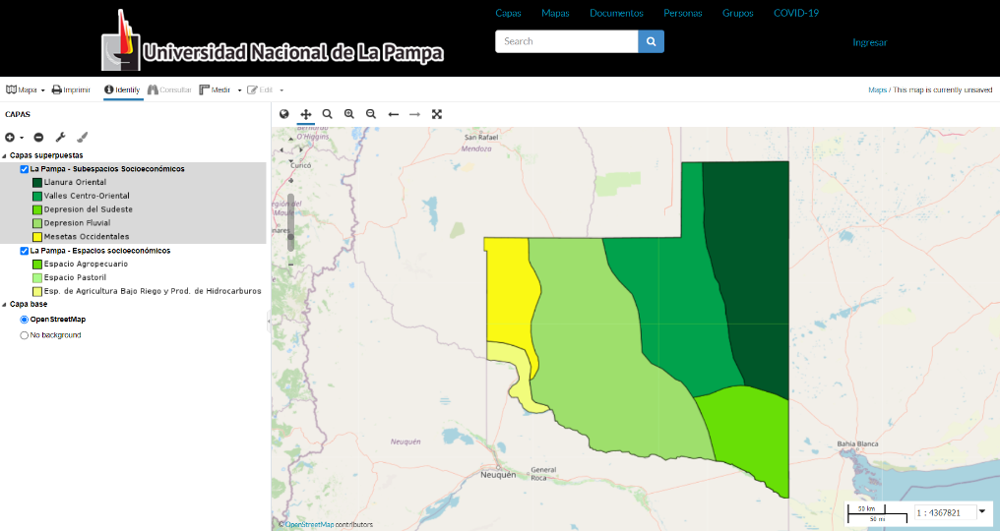 Capas Mapas Documentos Personas Grupos COVID-19
Universidad Nacional de La Pampa
Search
Ingresar
Mapa Imprimir Identify Consultar Medir Edit
Maps / This map is currently unsaved
CAPAS
Capas superpuestas
La Pampa - Subespacios Socioeconómicos
Llanura Oriental
Valles Centro-Oriental
Depresion del Sudeste
Depresion Fluvial
Mesetas Occidentales
La Pampa - Espacios socioeconómicos
Espacio Agropecuario
Espacio Pastoril
Esp. de Agricultura Bajo Riego y Prod. de Hidrocarburos
Capa base
OpenStreetMap
No background
Bernardo
O'Higgins
San Rafael
Mendoza
Curicó
Región del
Maule
Linares
Neuquén
Neuquén
General
Roca
Bahía Blanca
50 km
50 mi
1 : 4367821
© OpenStreetMap contributors